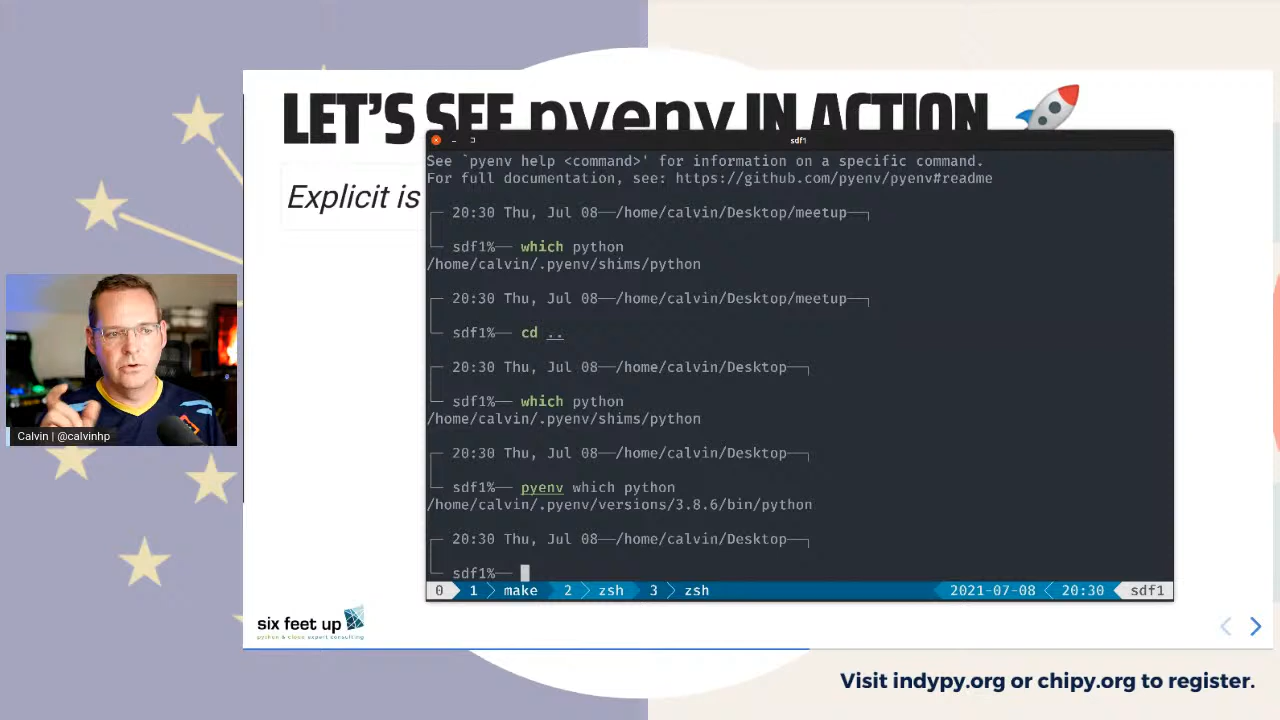 LET'S SEE pyenv IN ACTION
Explicit is
sdf1
See `pyenv help <command>' for information on a specific command.
For full documentation, see: https://github.com/pyenv/pyenv#readme
20:30 Thu, Jul 08──/home/calvin/Desktop/meetup
sdf1%── which python
/home/calvin/.pyenv/shims/python
20:30 Thu, Jul 08──/home/calvin/Desktop/meetup
sdf1%── cd ..
20:30 Thu, Jul 08──/home/calvin/Desktop
sdf1%── which python
/home/calvin/.pyenv/shims/python
20:30 Thu, Jul 08──/home/calvin/Desktop
sdf1%── pyenv which python
/home/calvin/.pyenv/versions/3.8.6/bin/python
20:30 Thu, Jul 08──/home/calvin/Desktop
sdf1%──
0 1 make 2 zsh 3 zsh 2021-07-08 20:30 sdf1
Calvin | @calvinhp
six feet up
python & cloud expert consulting
Visit indypy.org or chipy.org to register.